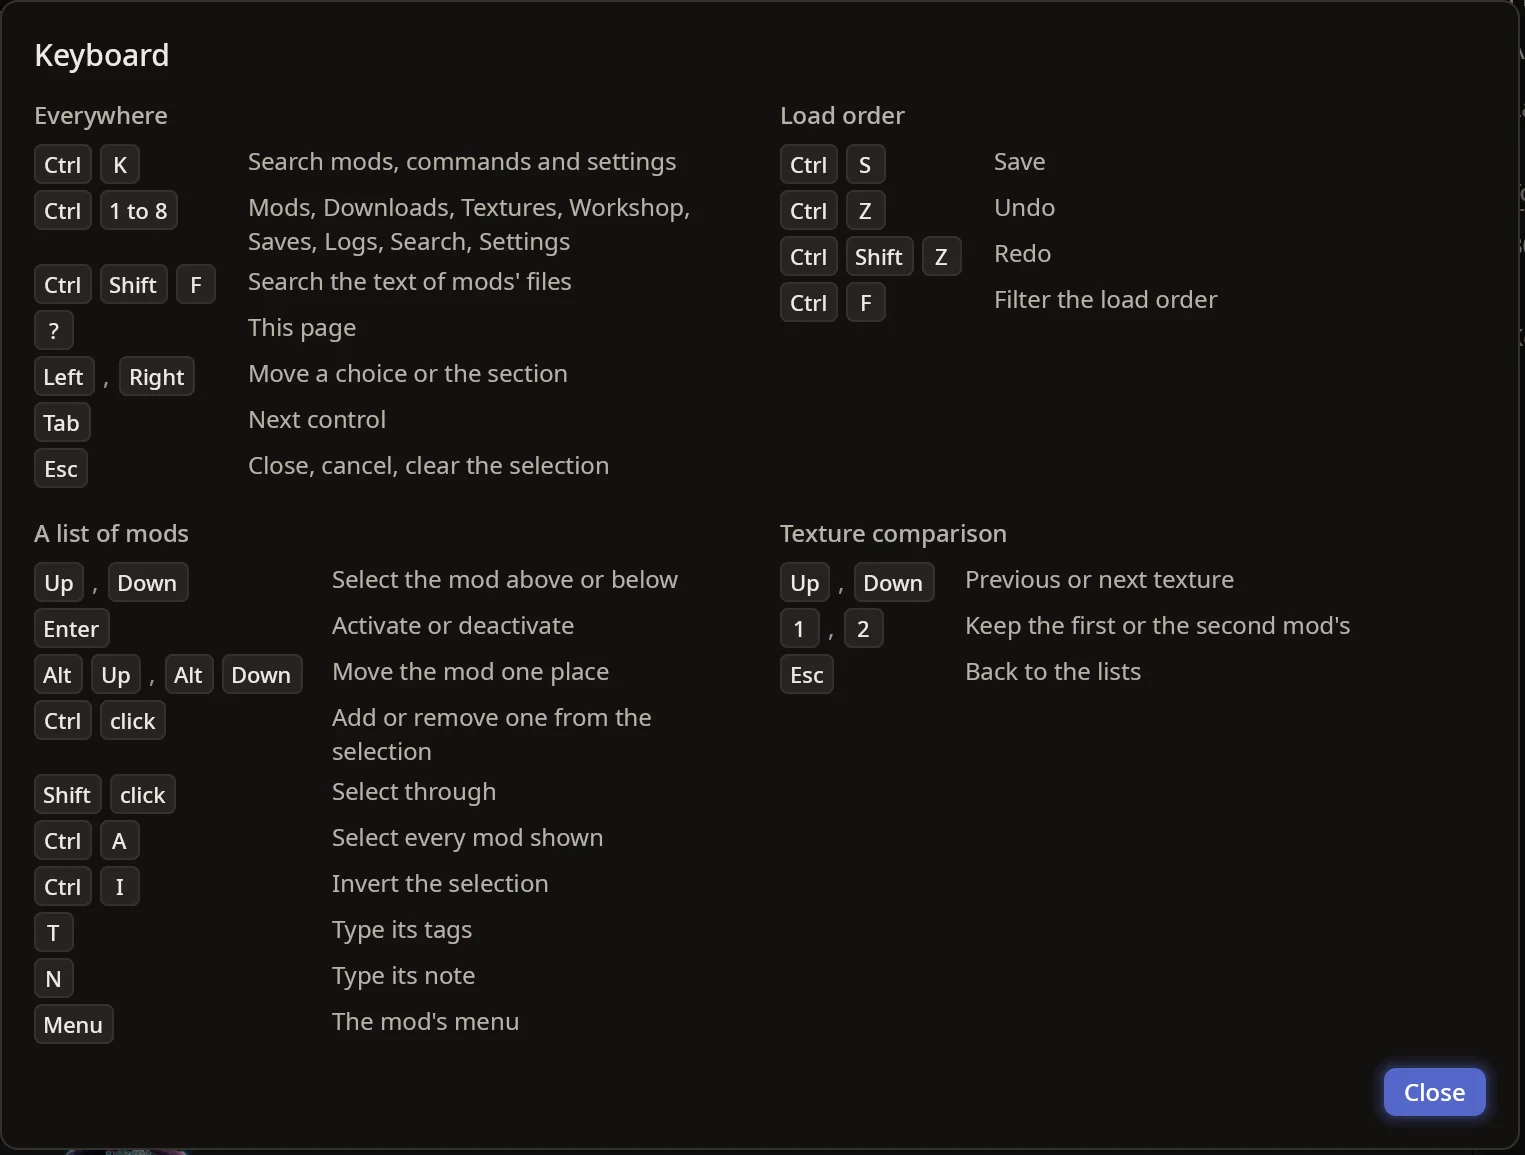 Keyboard
Everywhere
Ctrl K Search mods, commands and settings
Ctrl 1 to 8 Mods, Downloads, Textures, Workshop,
Saves, Logs, Search, Settings
Ctrl Shift F Search the text of mods' files
? This page
Left , Right Move a choice or the section
Tab Next control
Esc Close, cancel, clear the selection
Load order
Ctrl S Save
Ctrl Z Undo
Ctrl Shift Z Redo
Ctrl F Filter the load order
A list of mods
Up , Down Select the mod above or below
Enter Activate or deactivate
Alt Up , Alt Down Move the mod one place
Ctrl click Add or remove one from the
selection
Shift click Select through
Ctrl A Select every mod shown
Ctrl I Invert the selection
T Type its tags
N Type its note
Menu The mod's menu
Texture comparison
Up , Down Previous or next texture
1 , 2 Keep the first or the second mod's
Esc Back to the lists
Close